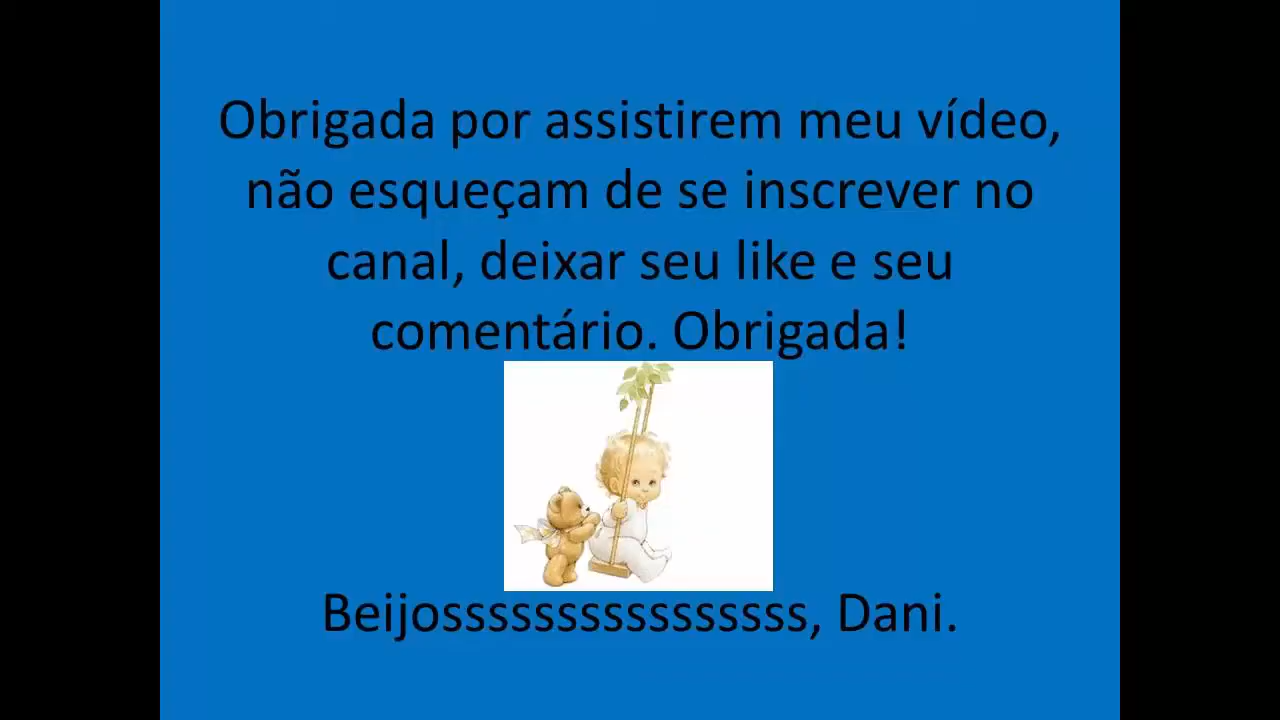 Obrigada por assistirem meu vídeo,
não esqueçam de se inscrever no
canal, deixar seu like e seu
comentário. Obrigada!
Beijosssssssssssssssss, Dani.